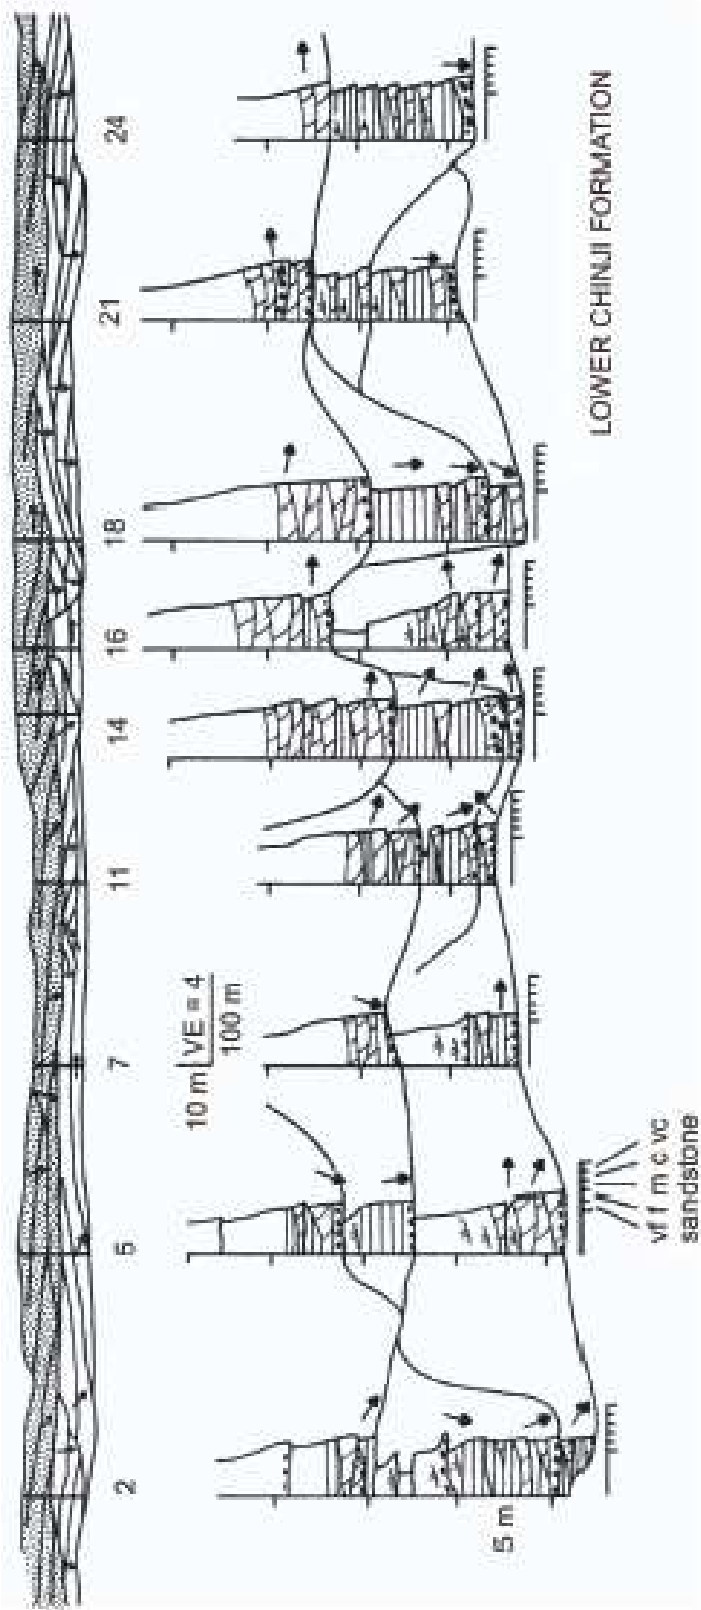 2
5
7
11
14
16
18
21
24
10 m VE = 4
100 m
5 m
vf f m c vc
sandstone
LOWER CHINJI FORMATION